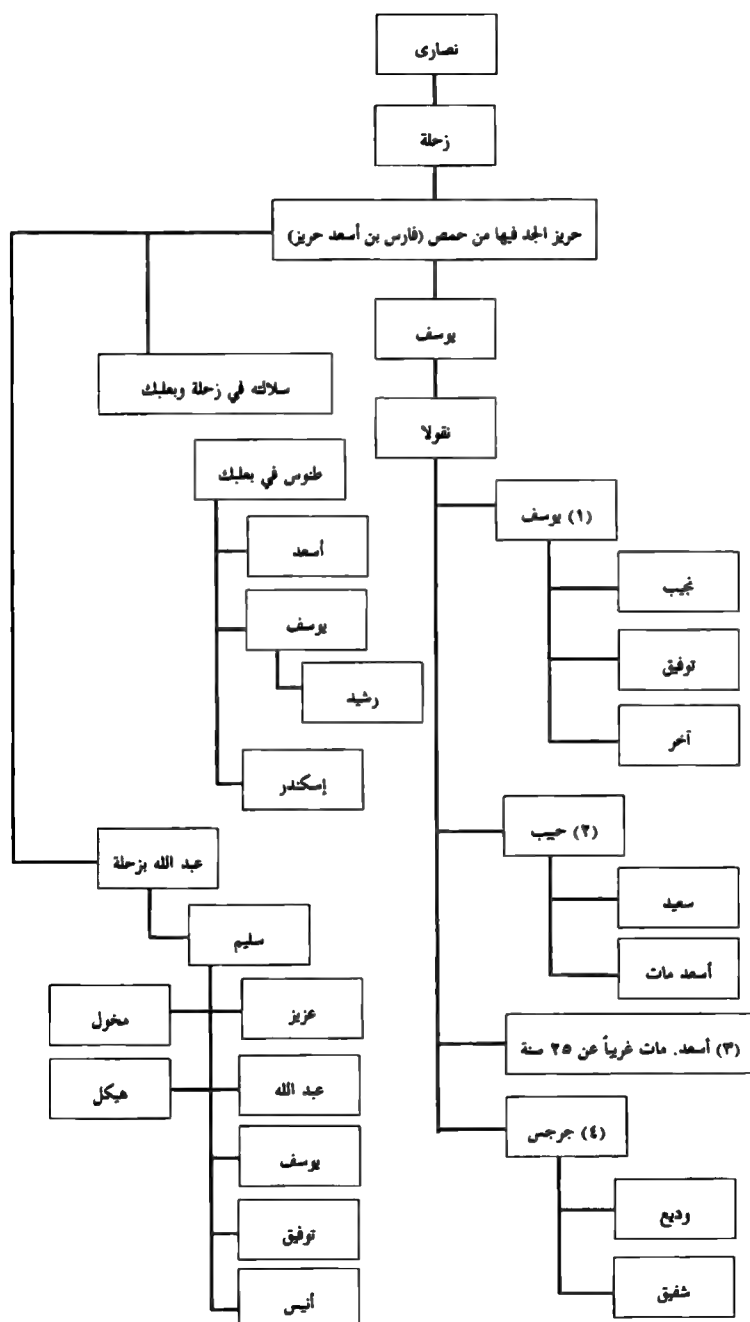 نصارى
زحلة
حريز الجد فيها من حمص (فارس بن أسعد حريز)
يوسف
نقولا
(١) يوسف
نجيب
توفيق
آخر
(٢) حبيب
سعيد
أسعد مات
(٣) أسعد. مات غريباً عن ٢٥ سنة
(٤) جرجس
وديع
شفيق
سلالته في زحلة وبعلبك
طنوس في بعلبك
أسعد
يوسف
رشيد
إسكندر
عبد الله بزحلة
سليم
عزيز
مخول
عبد الله
هيكل
يوسف
توفيق
أنيس